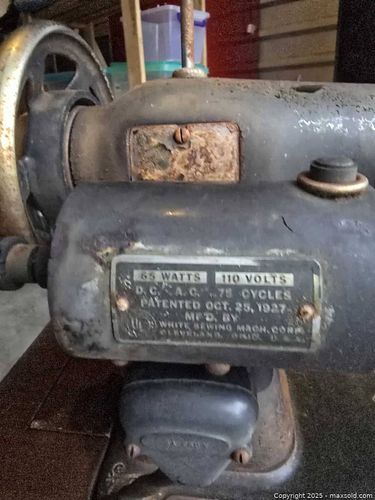 65 WATTS 110 VOLTS
D.C. A.C. 75 CYCLES
PATENTED OCT. 25, 1927
MF'D. BY
WHITE SEWING MACH. CORP.
CLEVELAND, OHIO, U.S.A.
Copyright 2025 - maxsold.com